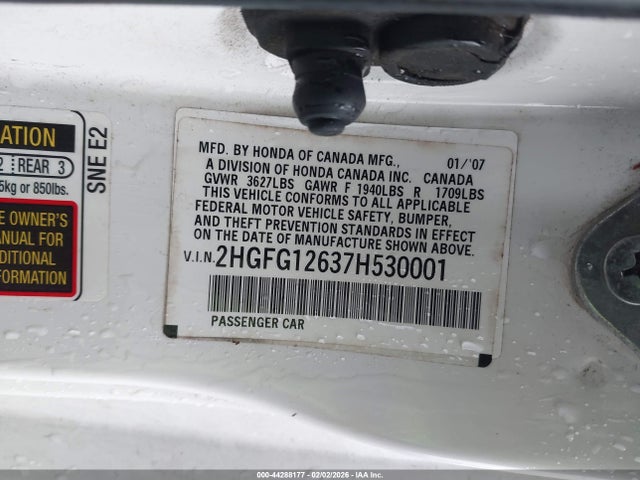 ATION
2 REAR 3
5kg or 850lbs.
E OWNER'S
ANUAL FOR
DITIONAL
FORMATION
SNE E2
MFD. BY HONDA OF CANADA MFG., 01/'07
A DIVISION OF HONDA CANADA INC. CANADA
GVWR 3627LBS GAWR F 1940LBS R 1709LBS
THIS VEHICLE CONFORMS TO ALL APPLICABLE
FEDERAL MOTOR VEHICLE SAFETY, BUMPER,
AND THEFT PREVENTION STANDARDS IN EFFECT
ON THE DATE OF MANUFACTURE SHOWN ABOVE.
V.I.N. 2HGFG12637H530001
PASSENGER CAR
000-44288177 - 02/02/2026 - IAAI.COM